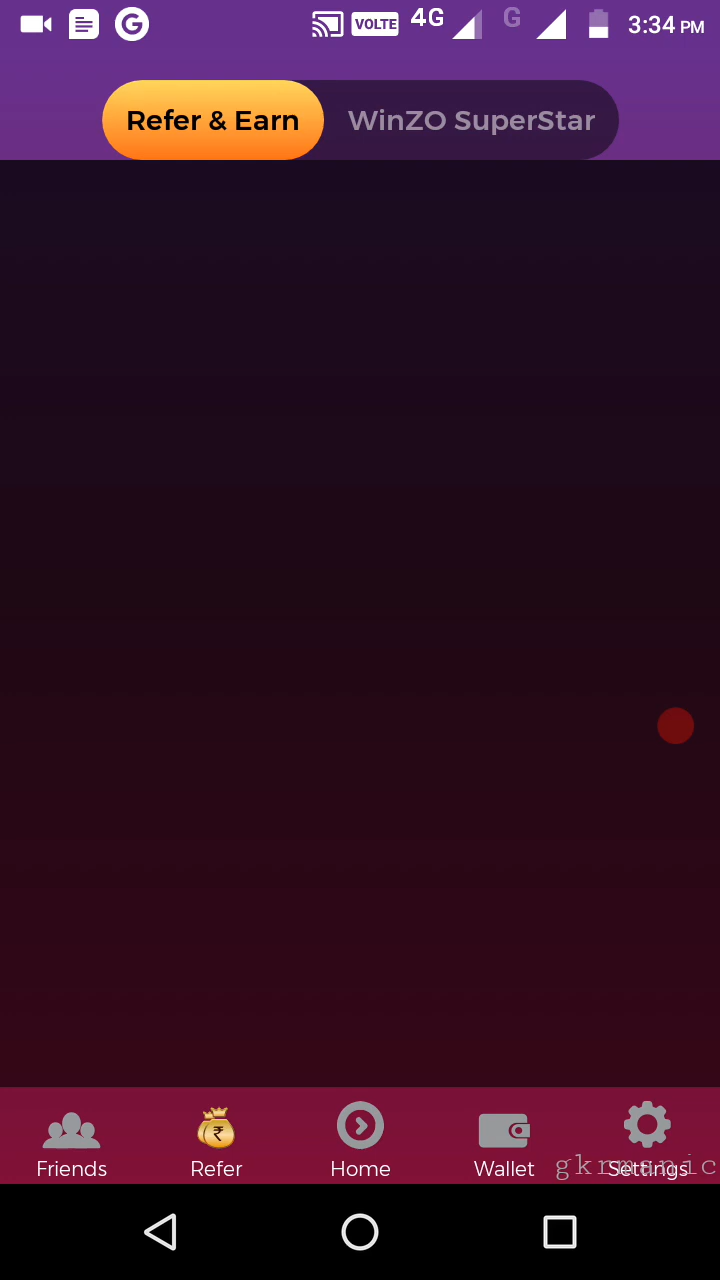 VOLTE 4G G 3:34 PM
Refer & Earn WinZO SuperStar
Friends Refer Home Wallet Settings
gkrmanic